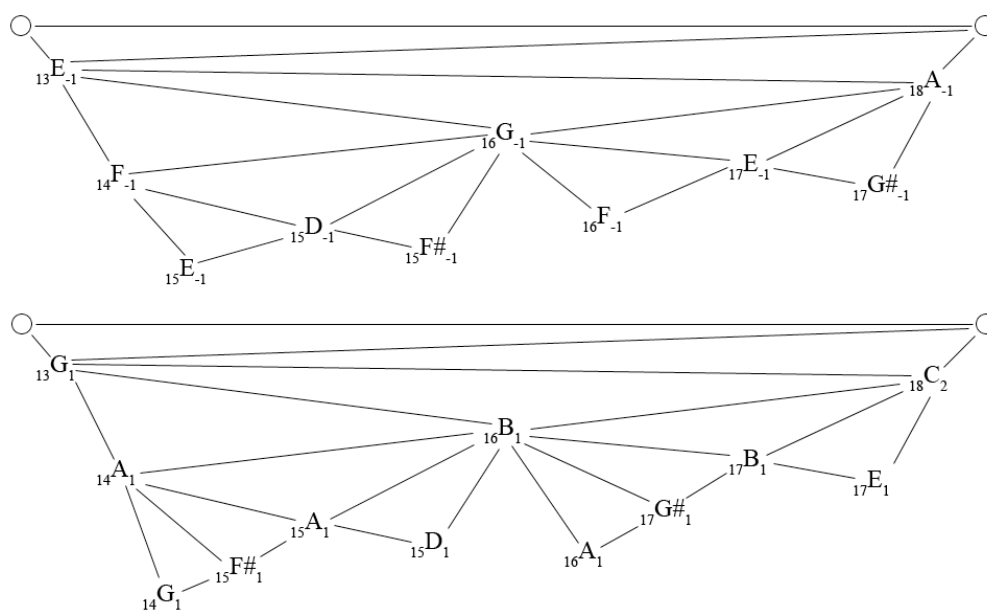 ₁₃E₋₁
₁₈A₋₁
₁₆G₋₁
₁₄F₋₁
₁₇E₋₁
₁₇G#₋₁
₁₆F₋₁
₁₅D₋₁
₁₅F#₋₁
₁₅E₋₁
₁₃G₁
₁₈C₂
₁₆B₁
₁₄A₁
₁₇B₁
₁₇E₁
₁₇G#₁
₁₅A₁
₁₅D₁
₁₆A₁
₁₅F#₁
₁₄G₁